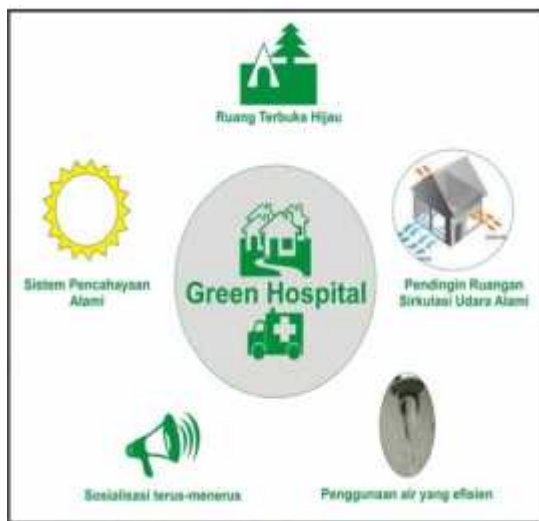 Ruang Terbuka Hijau
Sistem Pencahayaan
Alami
Green Hospital
Pendingin Ruangan
Sirkulasi Udara Alami
Sosialisasi terus-menerus
Penggunaan air yang efisien